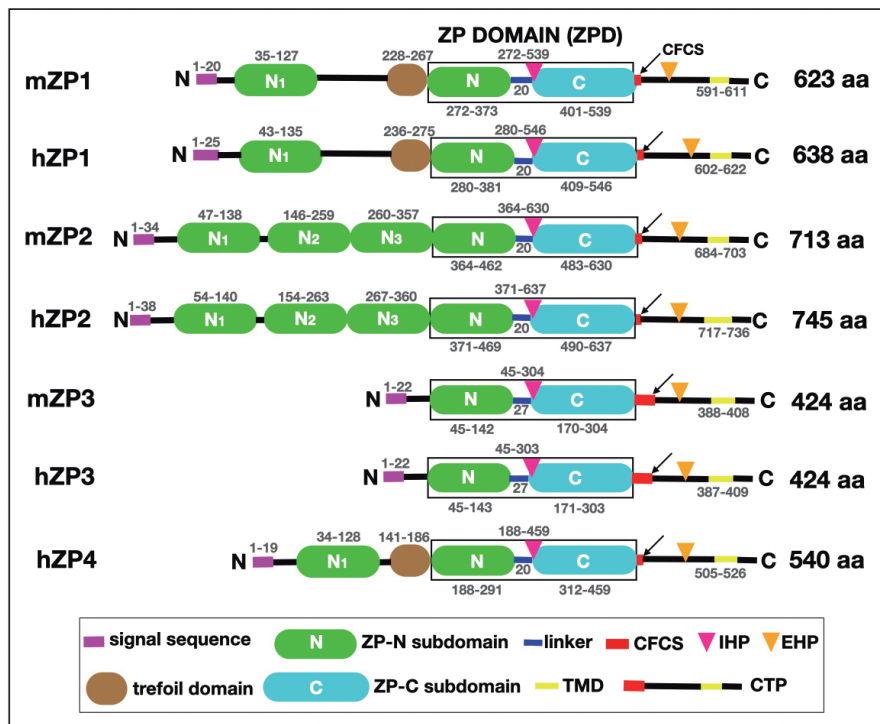 ZP DOMAIN (ZPD)
35-127 228-267 272-539 CFCS
mZP1 N 1-20 N1 N 20 C C 623 aa
272-373 401-539 591-611
43-135 236-275 280-546
hZP1 N 1-25 N1 N 20 C C 638 aa
280-381 409-546 602-622
47-138 146-259 260-357 364-630
mZP2 N 1-34 N1 N2 N3 N 20 C C 713 aa
364-462 483-630 684-703
54-140 154-263 267-360 371-637
hZP2 N 1-38 N1 N2 N3 N 20 C C 745 aa
371-469 490-637 717-736
45-304
mZP3 N 1-22 N 27 C C 424 aa
45-142 170-304 388-408
45-303
hZP3 N 1-22 N 27 C C 424 aa
45-143 171-303 387-409
34-128 141-186 188-459
hZP4 N 1-19 N1 N 20 C C 540 aa
188-291 312-459 505-526
signal sequence N ZP-N subdomain linker CFCS IHP EHP
trefoil domain C ZP-C subdomain TMD CTP